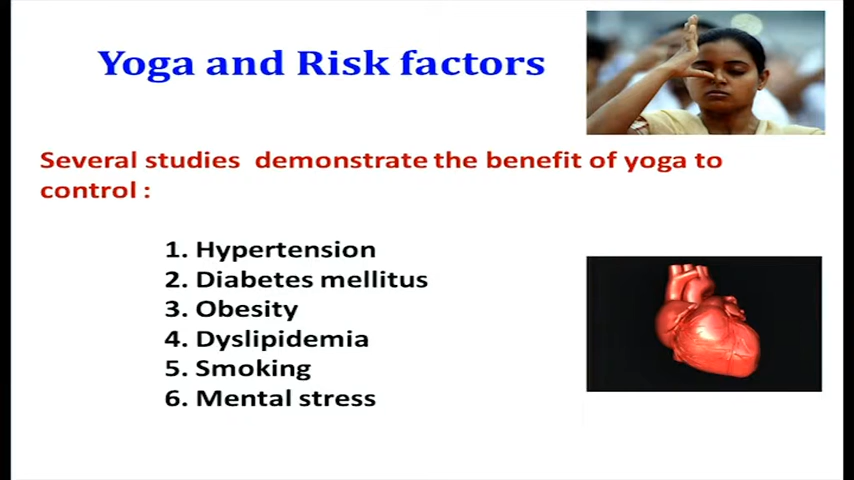 Yoga and Risk factors
Several studies demonstrate the benefit of yoga to
control :
1. Hypertension
2. Diabetes mellitus
3. Obesity
4. Dyslipidemia
5. Smoking
6. Mental stress